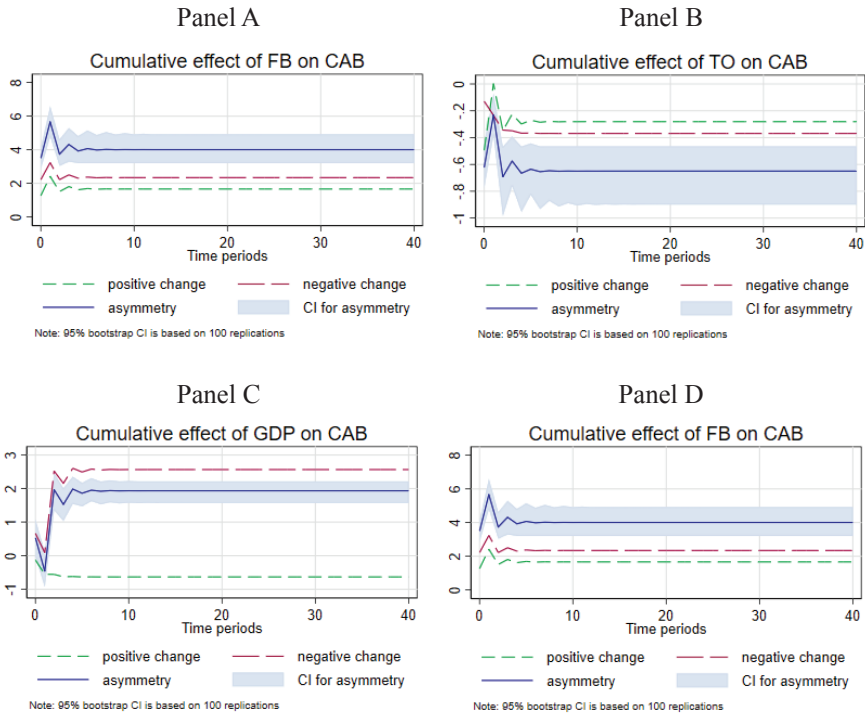 Panel A
Cumulative effect of FB on CAB
8
6
4
2
0
0 10 20 30 40
Time periods
positive change negative change
asymmetry CI for asymmetry
Note: 95% bootstrap CI is based on 100 replications
Panel B
Cumulative effect of TO on CAB
0
-.2
-.4
-.6
-.8
-1
0 10 20 30 40
Time periods
positive change negative change
asymmetry CI for asymmetry
Note: 95% bootstrap CI is based on 100 replications
Panel C
Cumulative effect of GDP on CAB
3
2
1
0
-1
0 10 20 30 40
Time periods
positive change negative change
asymmetry CI for asymmetry
Note: 95% bootstrap CI is based on 100 replications
Panel D
Cumulative effect of FB on CAB
8
6
4
2
0
0 10 20 30 40
Time periods
positive change negative change
asymmetry CI for asymmetry
Note: 95% bootstrap CI is based on 100 replications